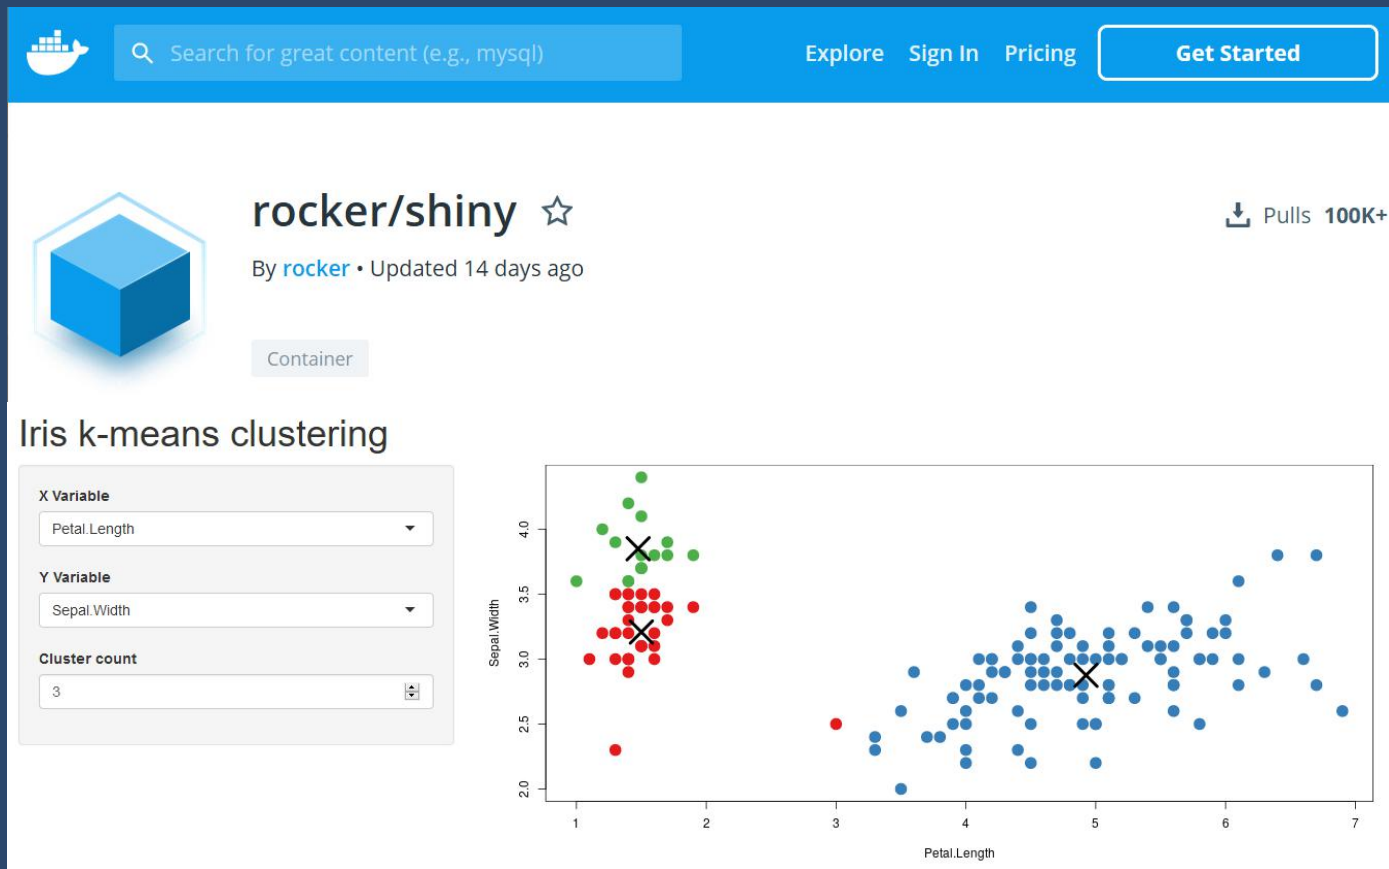 Search for great content (e.g., mysql)
Explore Sign In Pricing Get Started
rocker/shiny
Pulls 100K+
By rocker • Updated 14 days ago
Container
Iris k-means clustering
X Variable
Petal.Length
Y Variable
Sepal.Width
Cluster count
3
Sepal.Width
4.0
3.5
3.0
2.5
2.0
1 2 3 4 5 6 7
Petal.Length